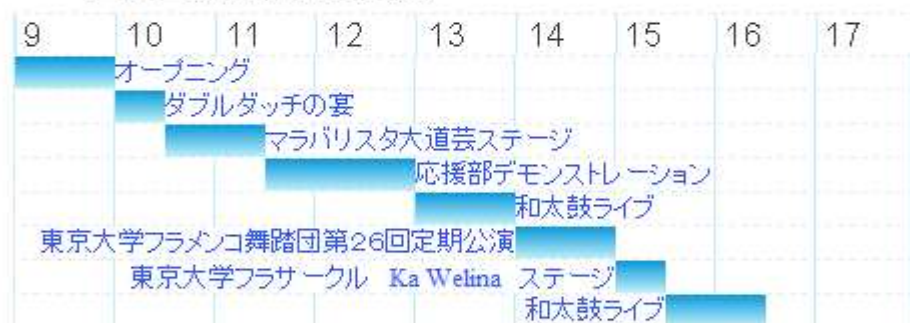 9 10 11 12 13 14 15 16 17
オープニング
ダブルダッチの宴
マラバリスタ大道芸ステージ
応援部デモンストレーション
和太鼓ライブ
東京大学フラメンコ舞踏団第26回定期公演
東京大学フラサークル Ka Welina ステージ
和太鼓ライブ